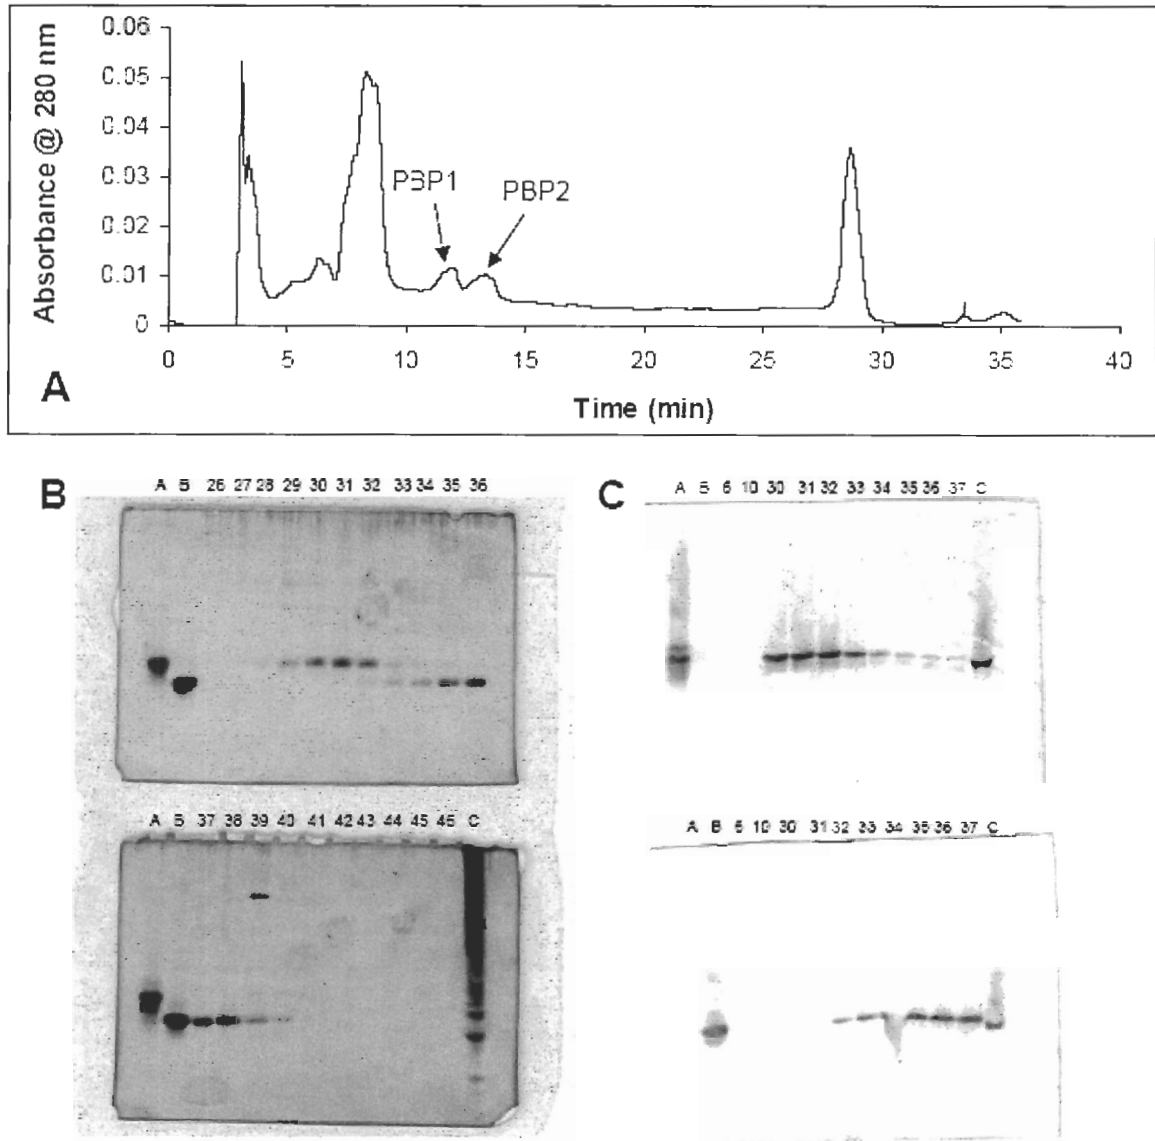 0.06
0.05
0.04
0.03
0.02
0.01
0
Absorbance @ 280 nm
PBP1
PBP2
0 5 10 15 20 25 30 35 40
A
Time (min)
B
A B 26 27 28 29 30 31 32 33 34 35 36
C
A B 6 10 30 31 32 33 34 35 36 37 C
A B 37 38 39 40 41 42 43 44 45 46 C
A B 6 10 30 31 32 33 34 35 36 37 C